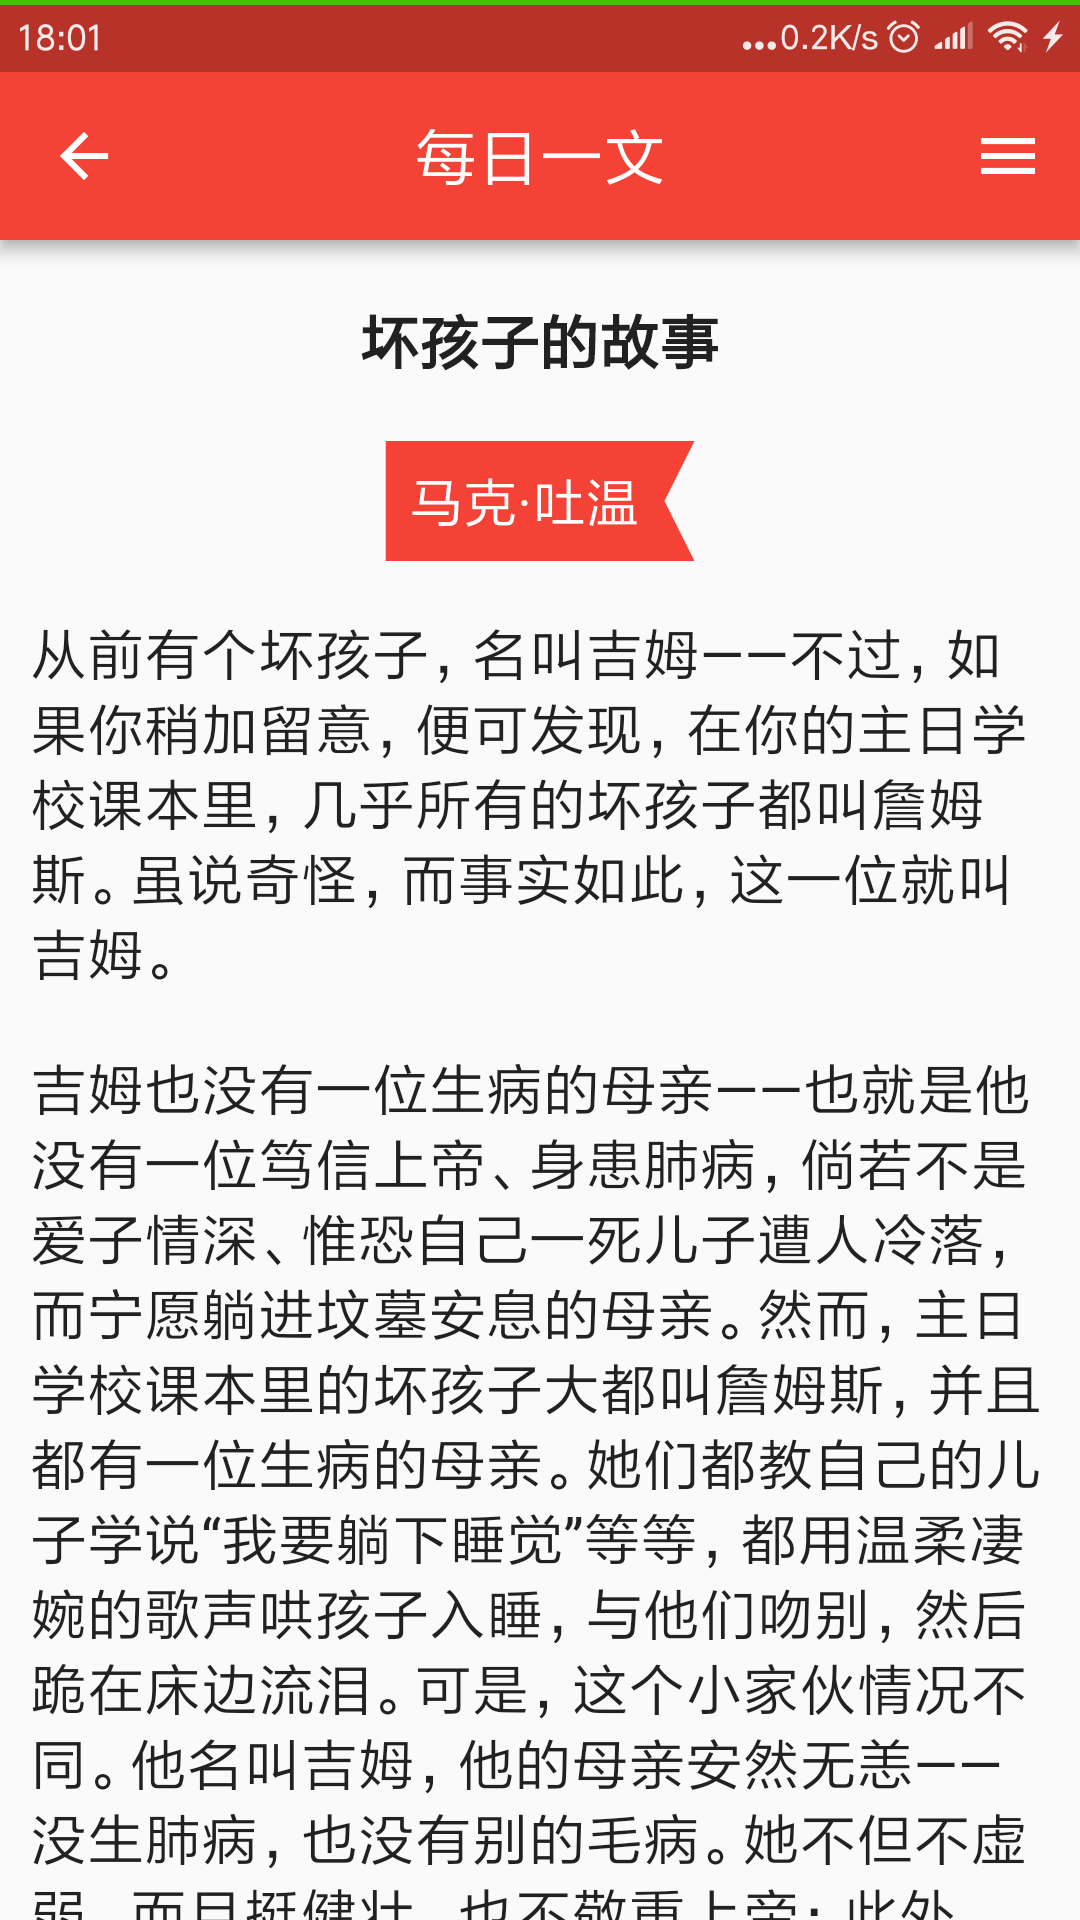 18:01
...0.2K/s
每日一文
坏孩子的故事
马克·吐温
从前有个坏孩子，名叫吉姆——不过，如
果你稍加留意，便可发现，在你的主日学
校课本里，几乎所有的坏孩子都叫詹姆
斯。虽说奇怪，而事实如此，这一位就叫
吉姆。
吉姆也没有一位生病的母亲——也就是他
没有一位笃信上帝、身患肺病，倘若不是
爱子情深、惟恐自己一死儿子遭人冷落，
而宁愿躺进坟墓安息的母亲。然而，主日
学校课本里的坏孩子大都叫詹姆斯，并且
都有一位生病的母亲。她们都教自己的儿
子学说“我要躺下睡觉”等等，都用温柔凄
婉的歌声哄孩子入睡，与他们吻别，然后
跪在床边流泪。可是，这个小家伙情况不
同。他名叫吉姆，他的母亲安然无恙——
没生肺病，也没有别的毛病。她不但不虚
弱，而且挺健壮，也不敬重上帝；此外，